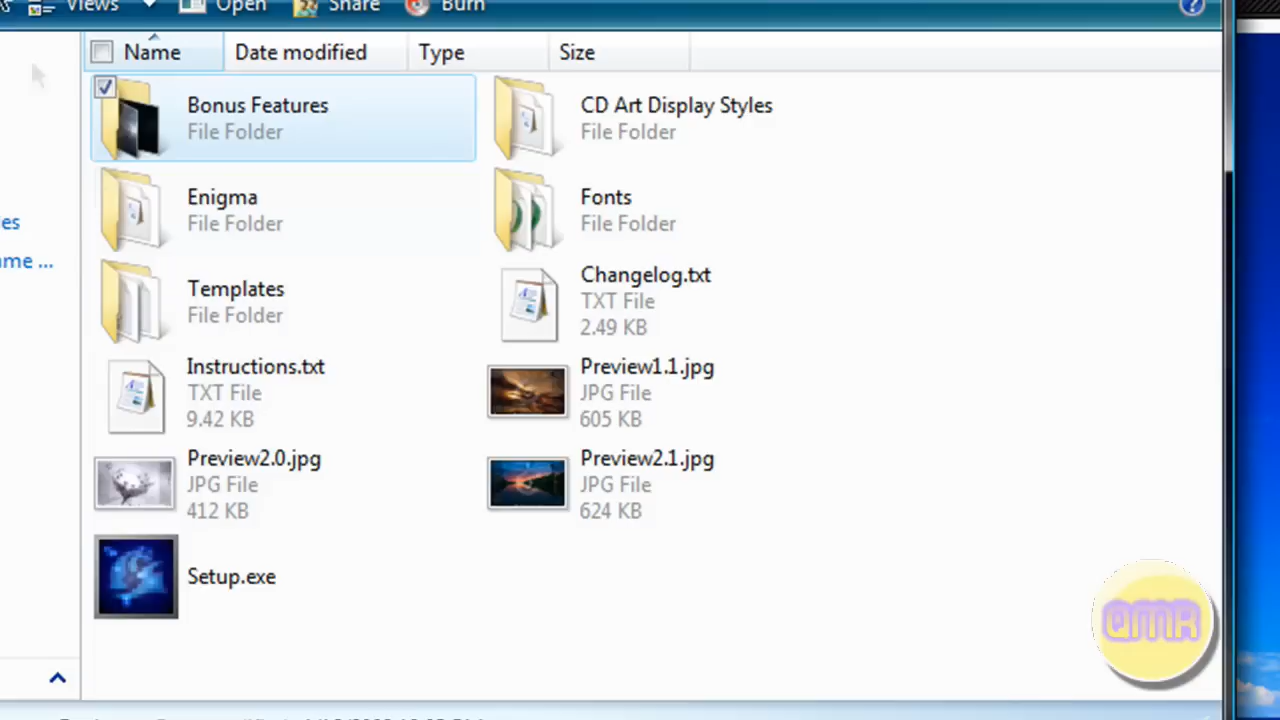 Views Open Share Burn ?
Name Date modified Type Size
Bonus Features
File Folder
CD Art Display Styles
File Folder
Enigma
File Folder
Fonts
File Folder
Templates
File Folder
Changelog.txt
TXT File
2.49 KB
Instructions.txt
TXT File
9.42 KB
Preview1.1.jpg
JPG File
605 KB
Preview2.0.jpg
JPG File
412 KB
Preview2.1.jpg
JPG File
624 KB
Setup.exe
es
ame ...
QMR